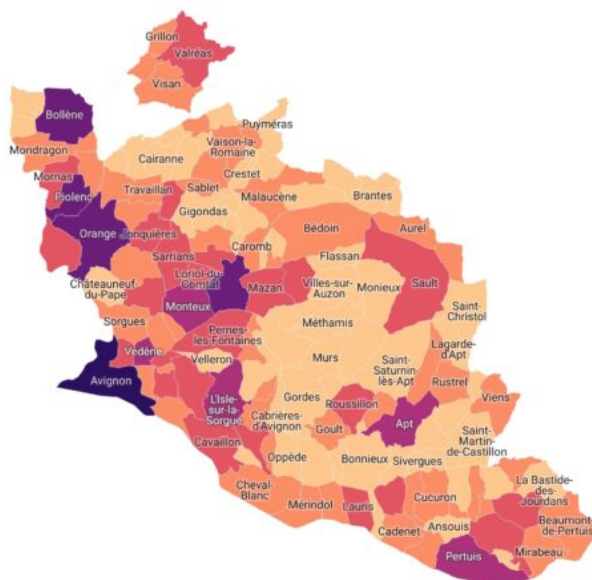 Grillon
Valréas
Visan
Bollène
Puyméras
Mondragon
Vaison-la-
Romaine
Cairanne
Crestet
Mornas
Piolenc
Travaillan
Sablet
Malaucène
Brantes
Gigondas
Orange
Jonquières
Bédoin
Aurel
Caromb
Sarrians
Flassan
Loriol-du-
Comtat
Mazan
Villes-sur-
Auzon
Monieux
Sault
Châteauneuf-
du-Pape
Monteux
Saint-
Christol
Sorgues
Pernes-
les-Fontaines
Méthamis
Lagarde-
d'Apt
Vedène
Velleron
Murs
Saint-
Saturnin-
lès-Apt
Rustrel
Avignon
L'Isle-
sur-la-
Sorgue
Gordes
Roussillon
Viens
Cabrières-
d'Avignon
Goult
Apt
Saint-
Martin-
de-Castillon
Cavaillon
Oppède
Bonnieux
Sivergues
Cheval-
Blanc
Mérindol
Lauris
Cucuron
La Bastide-
des-
Jourdans
Cadenet
Ansouis
Beaumont-
de-Pertuis
Pertuis
Mirabeau